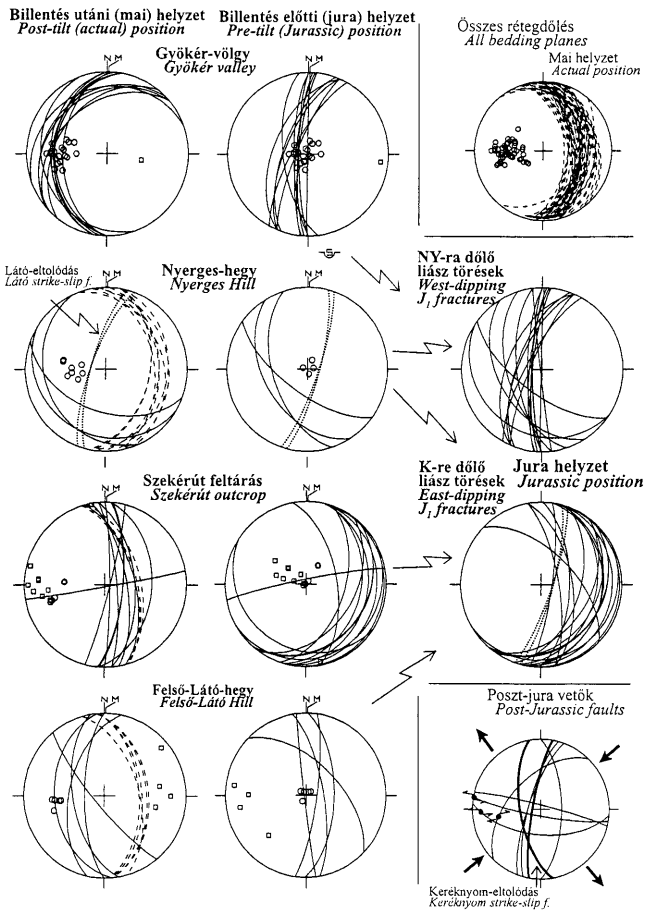 Billentés utáni (mai) helyzet
Post-tilt (actual) position
Billentés előtti (jura) helyzet
Pre-tilt (Jurassic) position
Gyökér-völgy
Gyökér valley
Összes rétegdőlés
All bedding planes
Mai helyzet
Actual position
N M
N M
Látó-eltolódás
Látó strike-slip f.
Nyerges-hegy
Nyerges Hill
NY-ra dőlő
liász törések
West-dipping
J₁ fractures
N M
N M
Szekérút feltárás
Szekérút outcrop
K-re dőlő
liász törések
East-dipping
J₁ fractures
Jura helyzet
Jurassic position
N M
N M
Felső-Látó-hegy
Felső-Látó Hill
Poszt-jura vetők
Post-Jurassic faults
N M
N M
Keréknyom-eltolódás
Keréknyom strike-slip f.